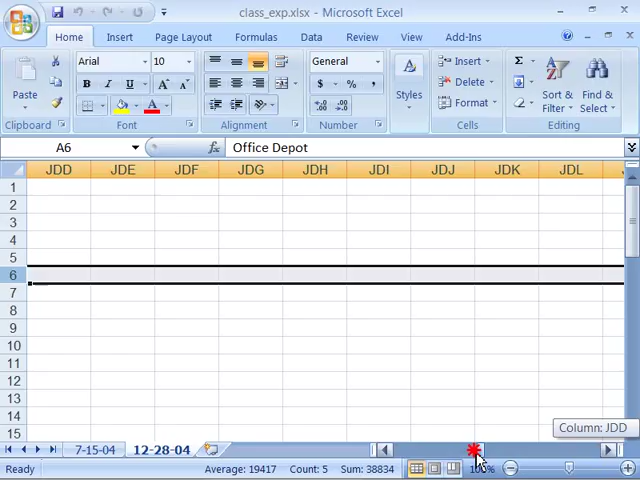 class_exp.xlsx - Microsoft Excel
Home Insert Page Layout Formulas Data Review View Add-Ins
Arial 10 General Insert
Delete
Paste Styles Format Sort & Filter Find & Select
B I U A A $ % ,
Clipboard Font Alignment Number Cells Editing
A6 fx Office Depot
JDD JDE JDF JDG JDH JDI JDJ JDK JDL
1
2
3
4
5
6
7
8
9
10
11
12
13
14
15
Column: JDD
7-15-04 12-28-04
Ready Average: 19417 Count: 5 Sum: 38834